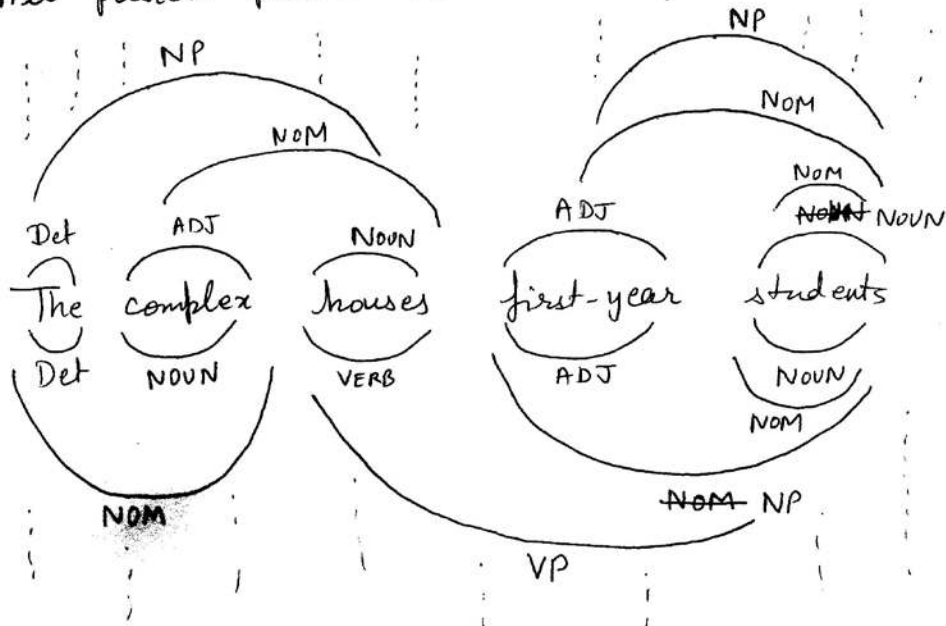 NP NP
NOM NOM
NOM
Det ADJ NOUN ADJ NOUN
The complex houses first-year students
Det NOUN VERB ADJ NOUN
NOM
NOM NOM NP
VP